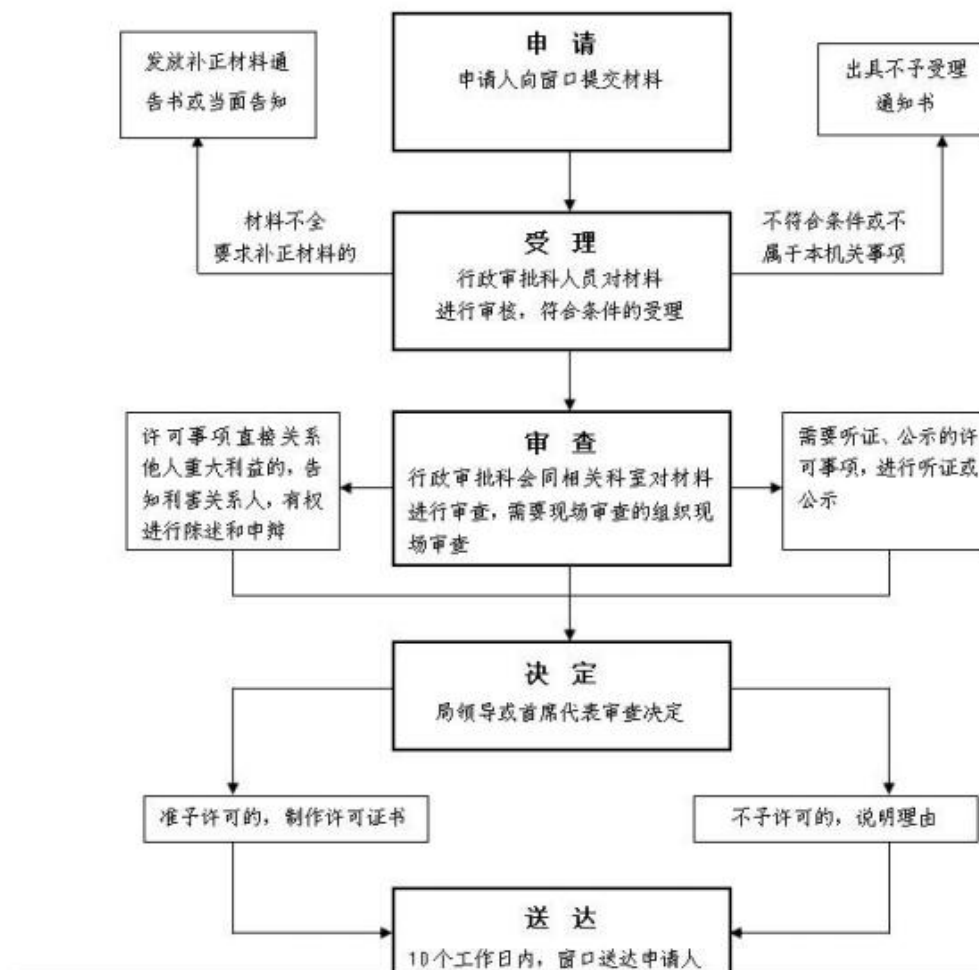 申 请
申请人向窗口提交材料
发放补正材料通
告书或当面告知
出具不予受理
通知书
材料不全
要求补正材料的
不符合条件或不
属于本机关事项
受 理
行政审批科人员对材料
进行审核，符合条件的受理
许可事项直接关系
他人重大利益的，告
知利害关系人，有权
进行陈述和申辩
审 查
行政审批科会同相关科室对材料
进行审查，需要现场审查的组织现
场审查
需要听证、公示的许
可事项，进行听证或
公示
决 定
局领导或首席代表审查决定
准予许可的，制作许可证书
不予许可的，说明理由
送 达
10个工作日内，窗口送达申请人